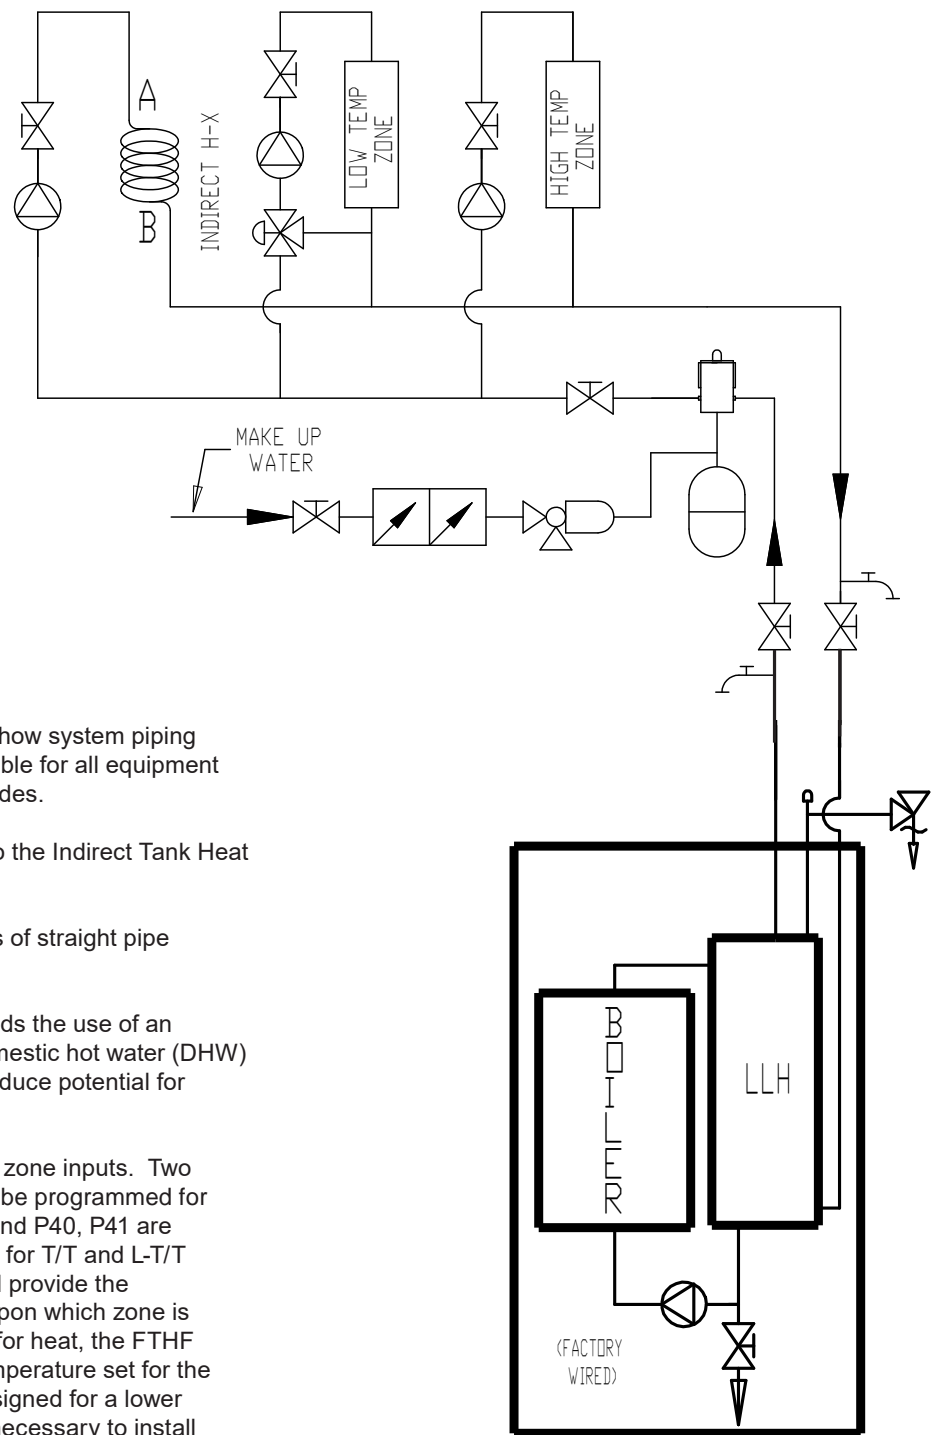 A
B
INDIRECT H-X
LOW TEMP
ZONE
HIGH TEMP
ZONE
MAKE UP
WATER
how system piping
ble for all equipment
des.
o the Indirect Tank Heat
s of straight pipe
ds the use of an
mestic hot water (DHW)
duce potential for
zone inputs.  Two
be programmed for
nd P40, P41 are
for T/T and L-T/T
l provide the
pon which zone is
for heat, the FTHF
mperature set for the
signed for a lower
necessary to install
BOILER
LLH
(FACTORY
WIRED)